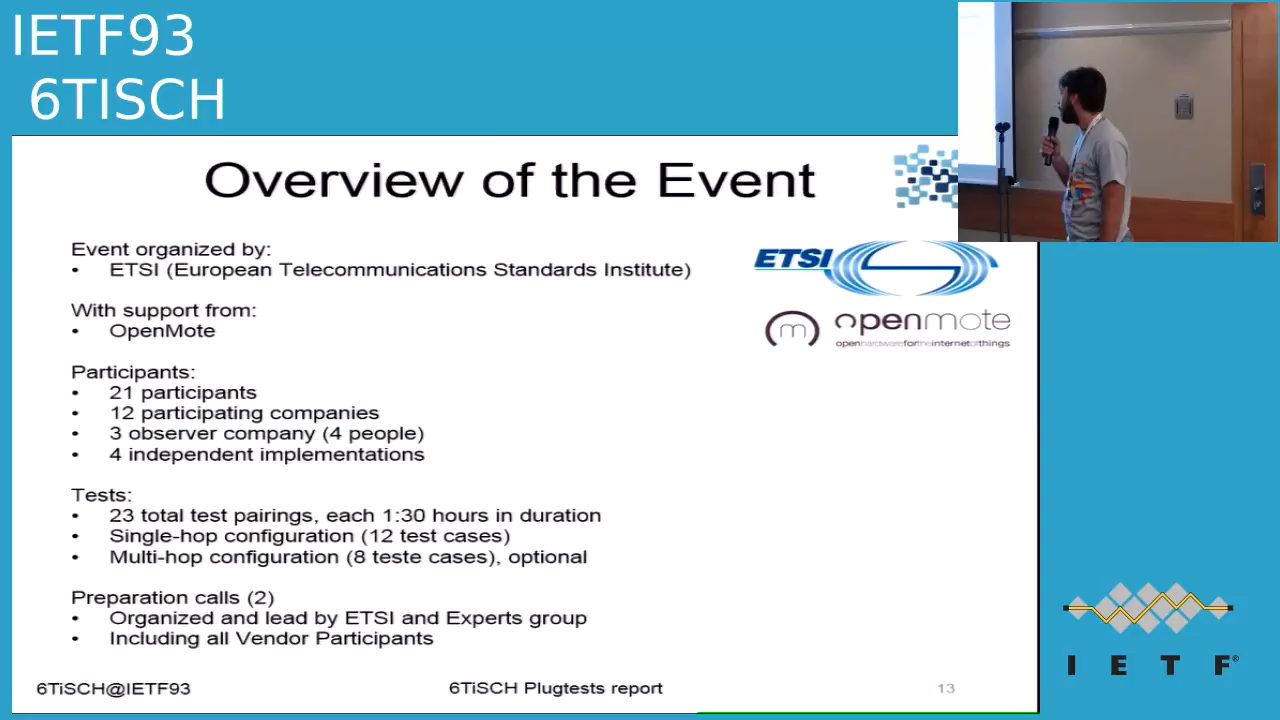 IETF93
6TISCH
Overview of the Event
Event organized by:
• ETSI (European Telecommunications Standards Institute)
With support from:
• OpenMote
Participants:
• 21 participants
• 12 participating companies
• 3 observer company (4 people)
• 4 independent implementations
Tests:
• 23 total test pairings, each 1:30 hours in duration
• Single-hop configuration (12 test cases)
• Multi-hop configuration (8 teste cases), optional
Preparation calls (2)
• Organized and lead by ETSI and Experts group
• Including all Vendor Participants
ETSI
m openmote
openhardwarefortheinternetofthings
6TiSCH@IETF93
6TiSCH Plugtests report
13
I E T F®